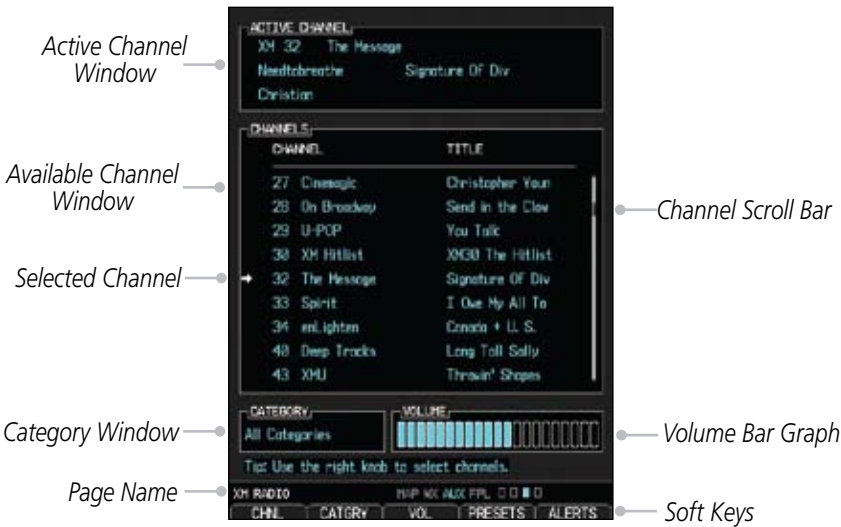 ACTIVE CHANNEL
XM 32 The Message
Needtobreathe Signature Of Div
Christian
Active Channel
Window
CHANNELS
CHANNEL TITLE
27 Cinemagic Christopher Youn
28 On Broadway Send in the Clow
29 U-POP You Talk
30 XM Hitlist XM30 The Hitlist
32 The Message Signature Of Div
33 Spirit I Owe My All To
34 enLighten Canada + U. S.
40 Deep Tracks Long Tall Sally
43 XMU Throwin' Shapes
Available Channel
Window
Channel Scroll Bar
Selected Channel
CATEGORY
All Categories
VOLUME
Category Window
Volume Bar Graph
Tip: Use the right knob to select channels.
Page Name
XM RADIO MAP WX AUX FPL
CHNL CATGRY VOL PRESETS ALERTS
Soft Keys